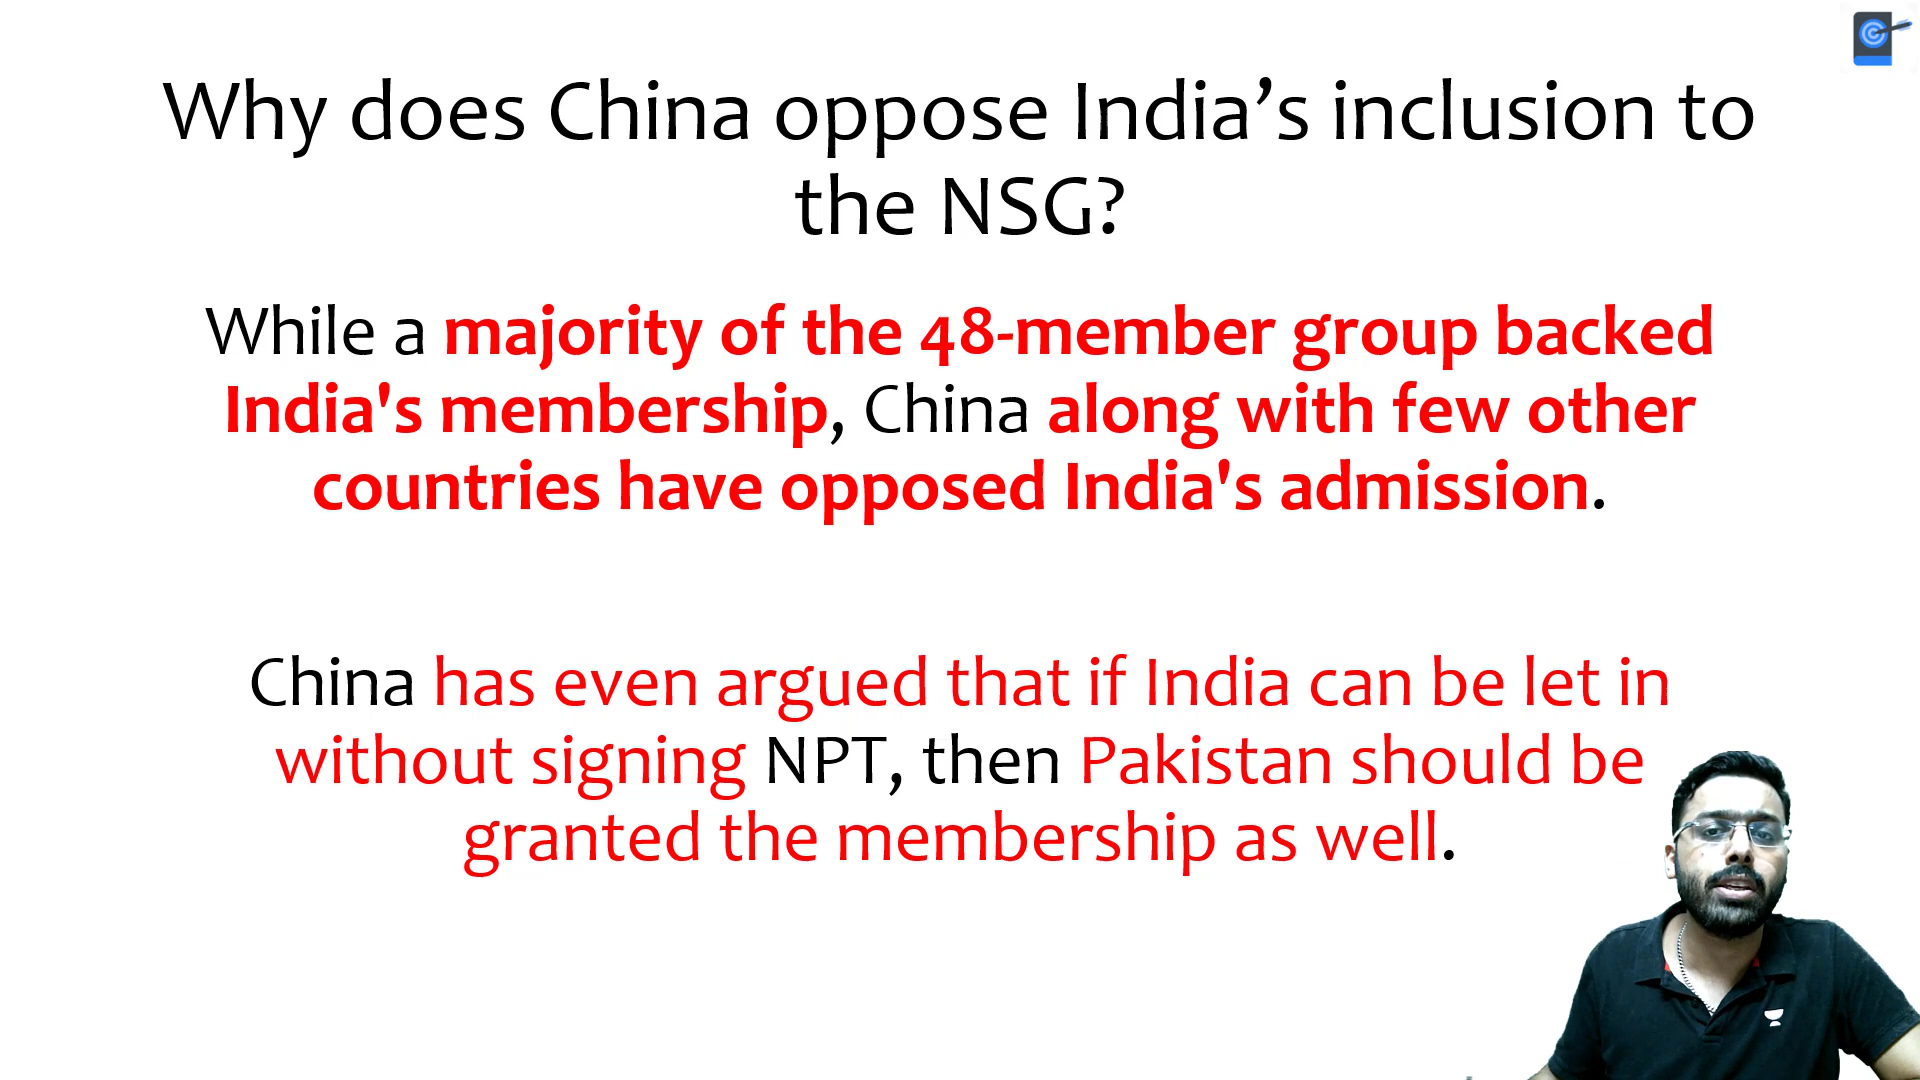 Why does China oppose India’s inclusion to
the NSG?
While a majority of the 48-member group backed
India's membership, China along with few other
countries have opposed India's admission.
China has even argued that if India can be let in
without signing NPT, then Pakistan should be
granted the membership as well.